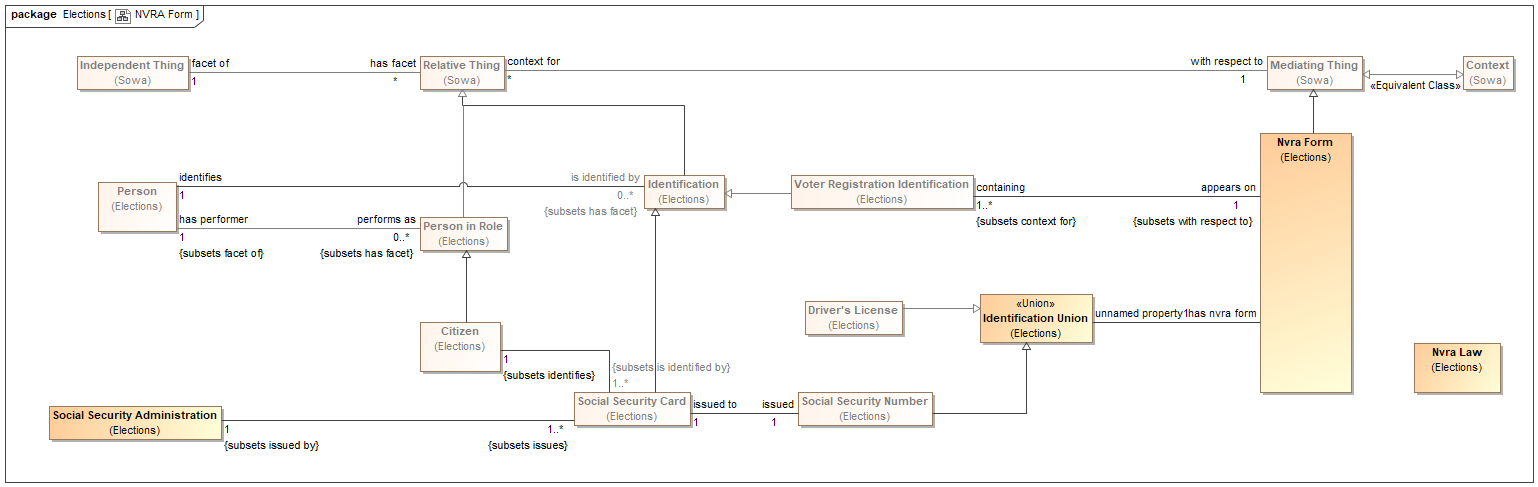 package Elections [ NVRA Form ]
Independent Thing
(Sowa)
facet of
1
has facet
*
Relative Thing
(Sowa)
context for
*
with respect to
1
Mediating Thing
(Sowa)
«Equivalent Class»
Context
(Sowa)
Person
(Elections)
identifies
1
is identified by
0..*
{subsets has facet}
Identification
(Elections)
has performer
1
{subsets facet of}
performs as
0..*
{subsets has facet}
Person in Role
(Elections)
Voter Registration Identification
(Elections)
containing
1..*
{subsets context for}
appears on
1
{subsets with respect to}
Nvra Form
(Elections)
Driver's License
(Elections)
«Union»
Identification Union
(Elections)
unnamed property1
has nvra form
Nvra Law
(Elections)
Citizen
(Elections)
1
{subsets identifies}
{subsets is identified by}
1..*
Social Security Administration
(Elections)
1
{subsets issued by}
1..*
{subsets issues}
Social Security Card
(Elections)
issued to
1
issued
1
Social Security Number
(Elections)